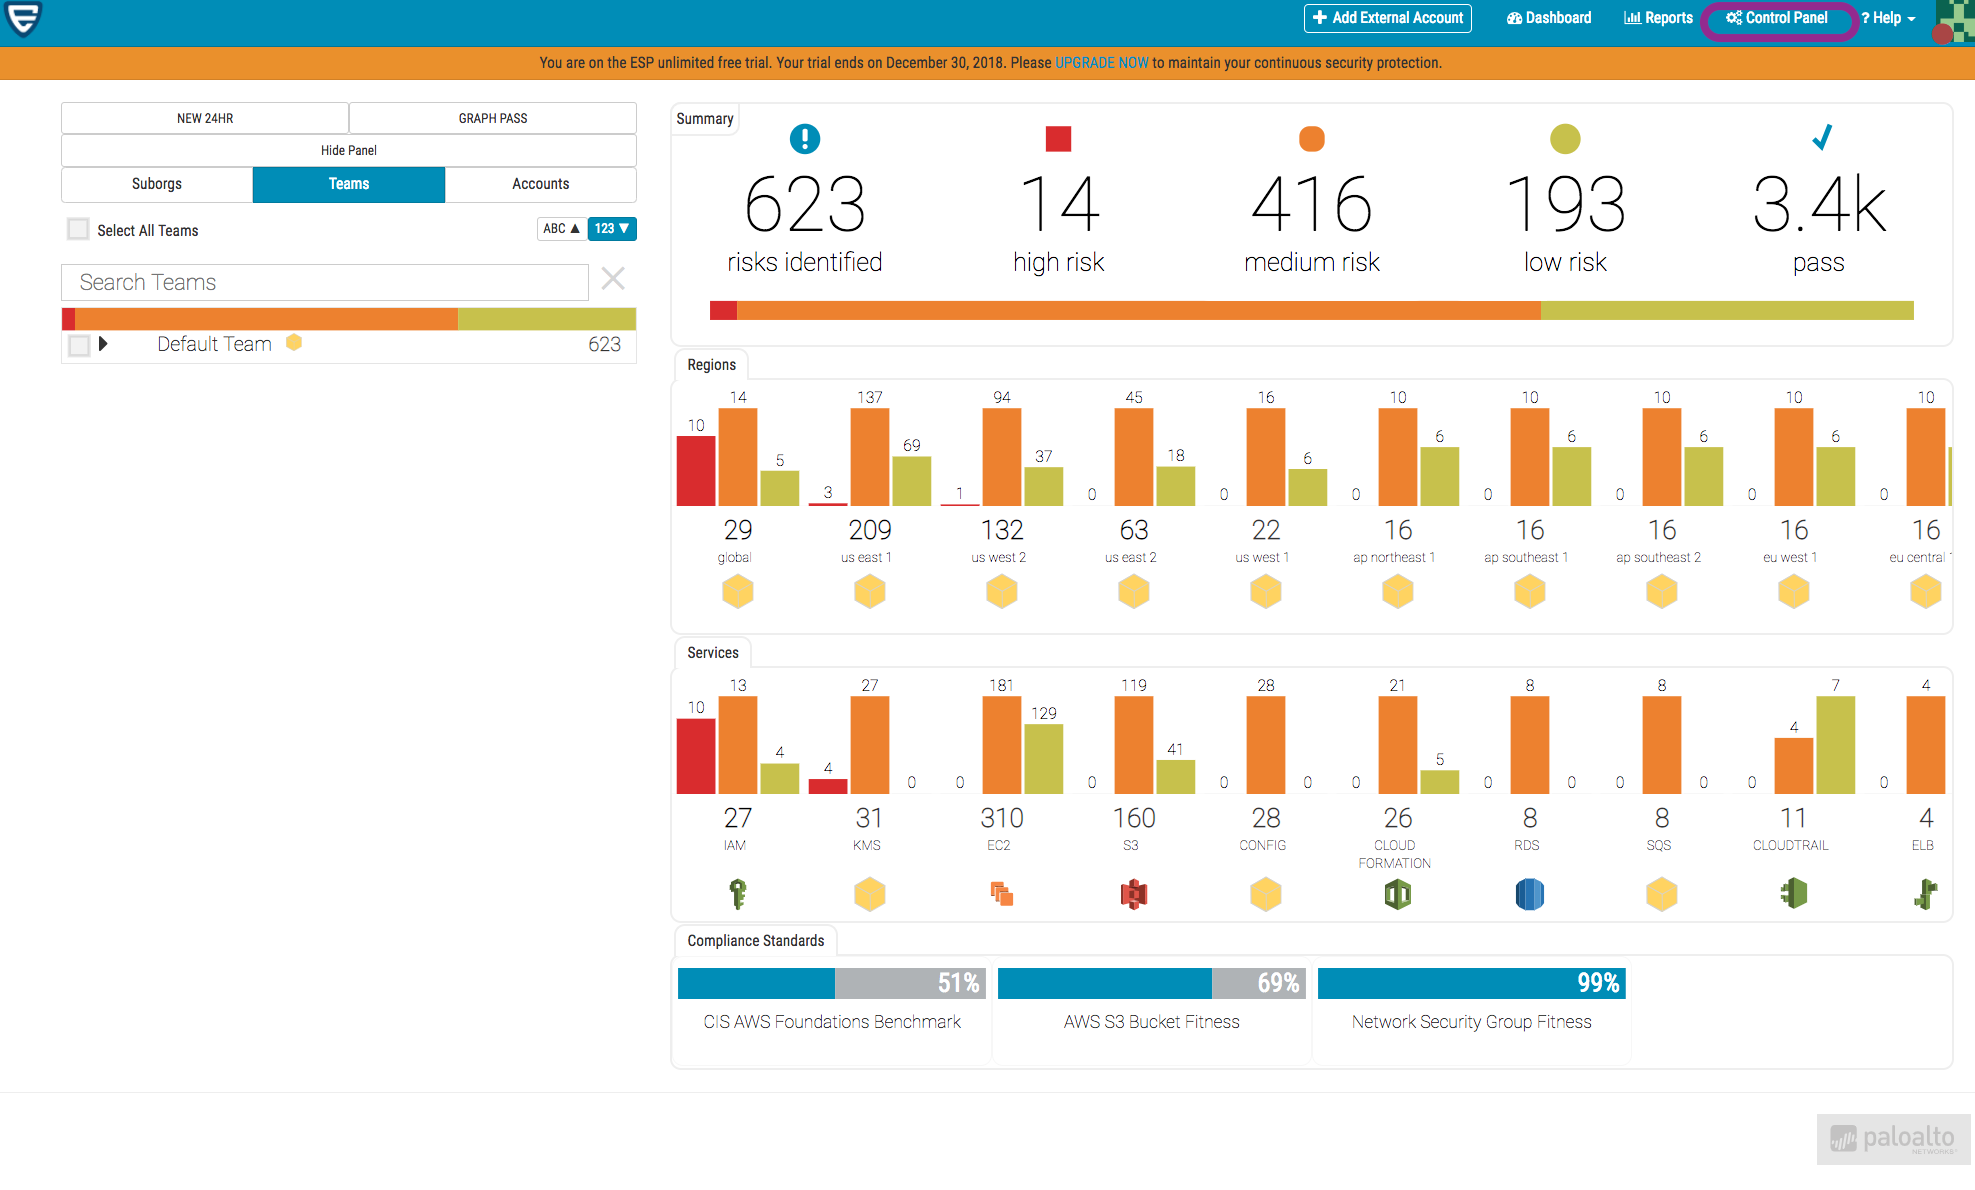 Add External Account Dashboard Reports Control Panel ? Help
You are on the ESP unlimited free trial. Your trial ends on December 30, 2018. Please UPGRADE NOW to maintain your continuous security protection.
NEW 24HR GRAPH PASS
Hide Panel
Suborgs Teams Accounts
Select All Teams ABC ▲ 123 ▼
Search Teams
Default Team 623
Summary
623 14 416 193 3.4k
risks identified high risk medium risk low risk pass
Regions
14 137 94 45 16 10 10 10 10 10
10 5 3 69 1 37 0 18 0 6 0 6 0 6 0 6 0 6 0
29 209 132 63 22 16 16 16 16 16
global us east 1 us west 2 us east 2 us west 1 ap northeast 1 ap southeast 1 ap southeast 2 eu west 1 eu central
Services
13 27 181 119 28 21 8 8 7 4
10 4 4 0 0 129 0 41 0 0 0 5 0 0 0 0 0 4 0
27 31 310 160 28 26 8 8 11 4
IAM KMS EC2 S3 CONFIG CLOUD RDS SQS CLOUDTRAIL ELB
FORMATION
Compliance Standards
51% 69% 99%
CIS AWS Foundations Benchmark AWS S3 Bucket Fitness Network Security Group Fitness
paloalto
NETWORKS